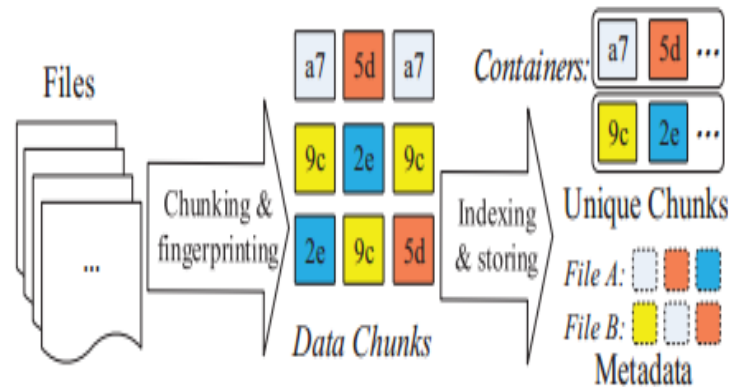 Files
...
Chunking &
fingerprinting
a7 5d a7
9c 2e 9c
2e 9c 5d
Data Chunks
Indexing
& storing
Containers:
a7 5d ...
9c 2e ...
Unique Chunks
File A:
File B:
Metadata